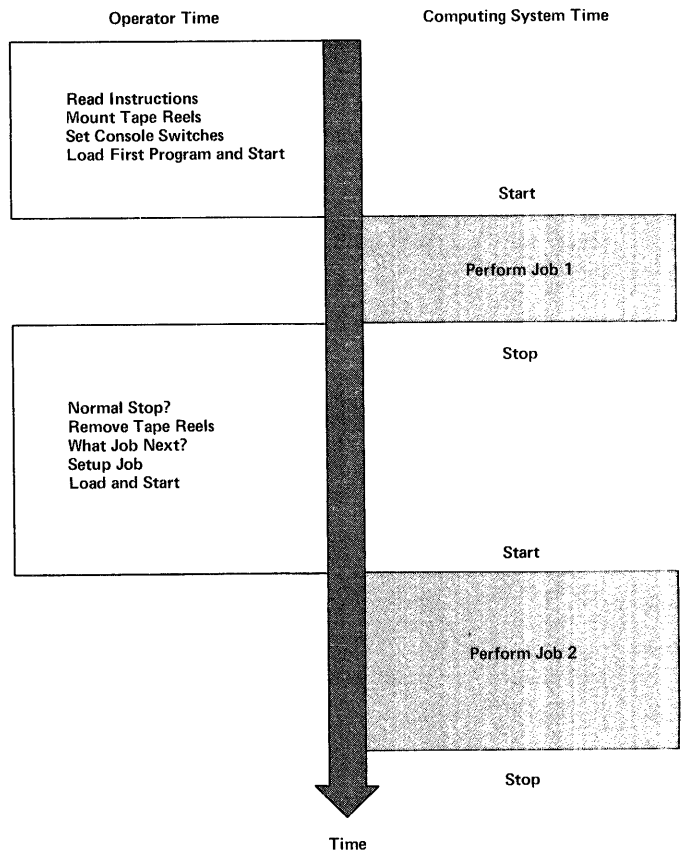 Operator Time
Computing System Time
Read Instructions
Mount Tape Reels
Set Console Switches
Load First Program and Start
Start
Perform Job 1
Stop
Normal Stop?
Remove Tape Reels
What Job Next?
Setup Job
Load and Start
Start
Perform Job 2
Stop
Time